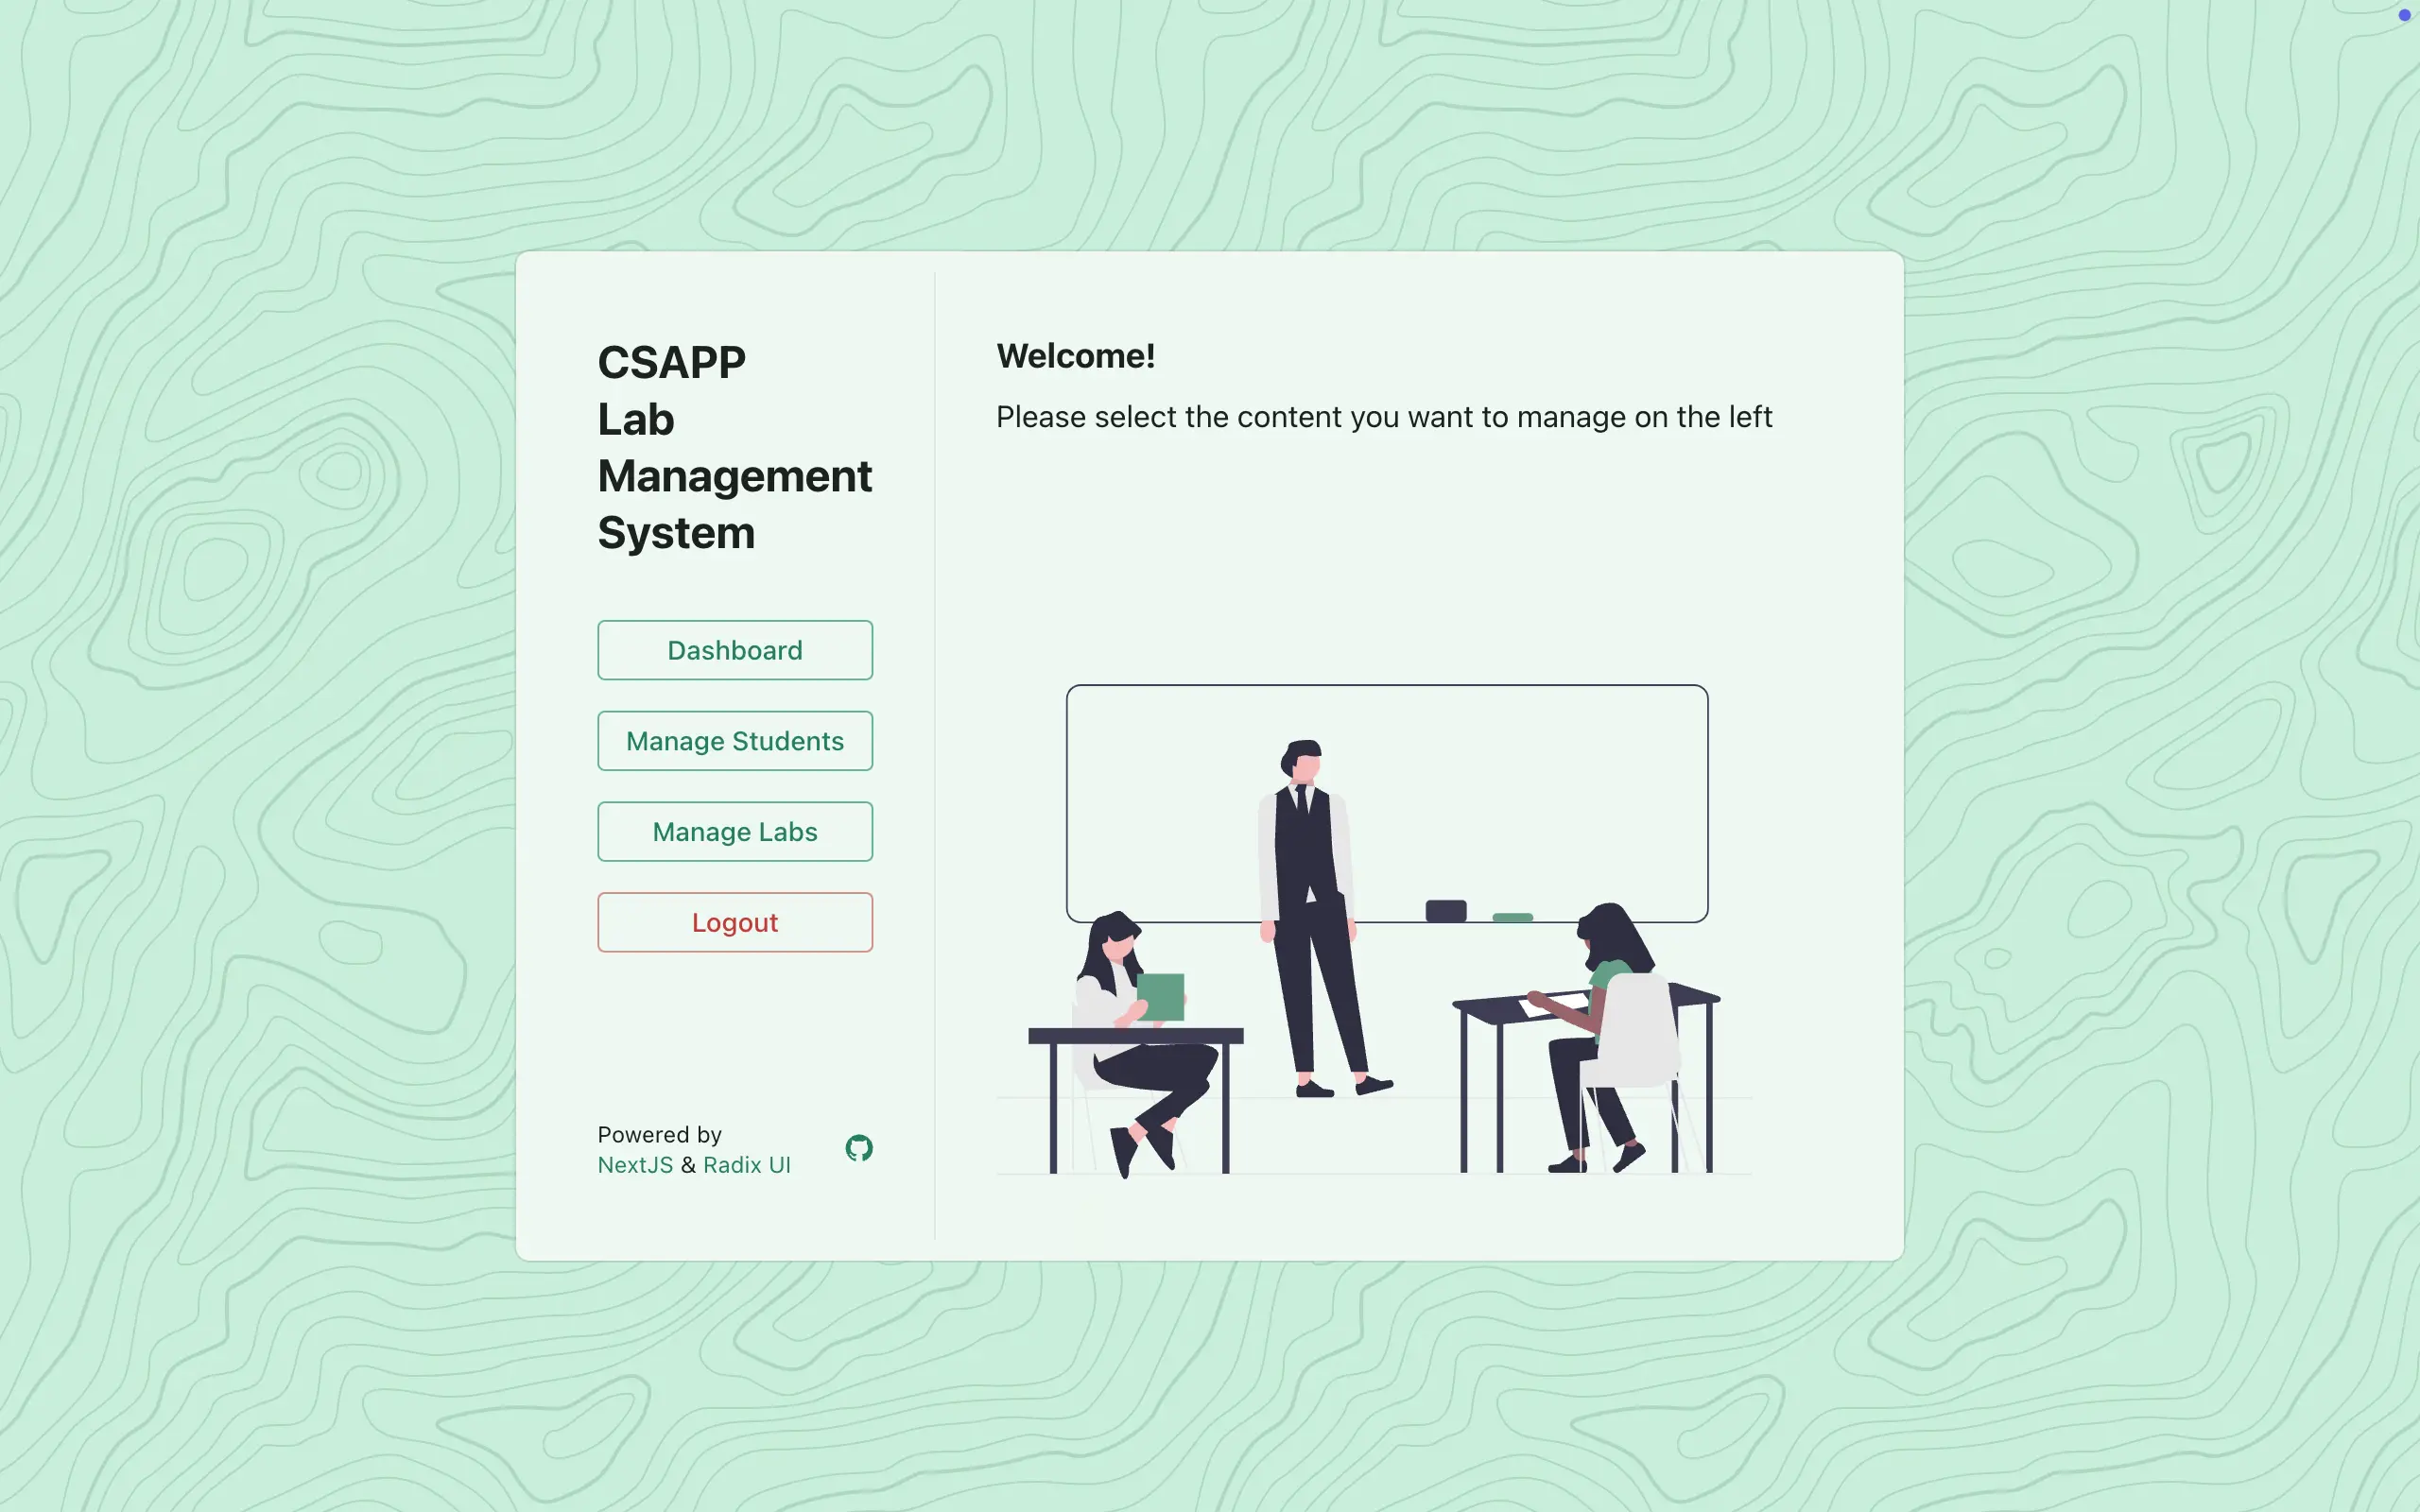 CSAPP
Lab
Management
System
Dashboard
Manage Students
Manage Labs
Logout
Powered by
NextJS & Radix UI
Welcome!
Please select the content you want to manage on the left